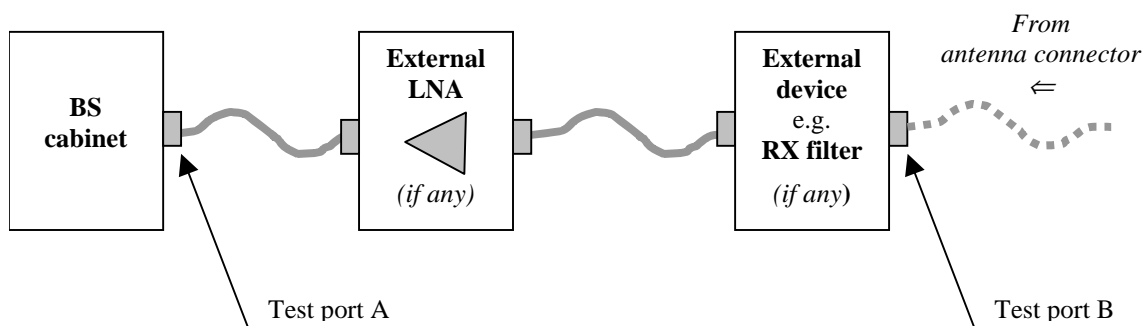 BS
cabinet
External
LNA
(if any)
External
device
e.g.
RX filter
(if any)
From
antenna connector
⇐
Test port A
Test port B